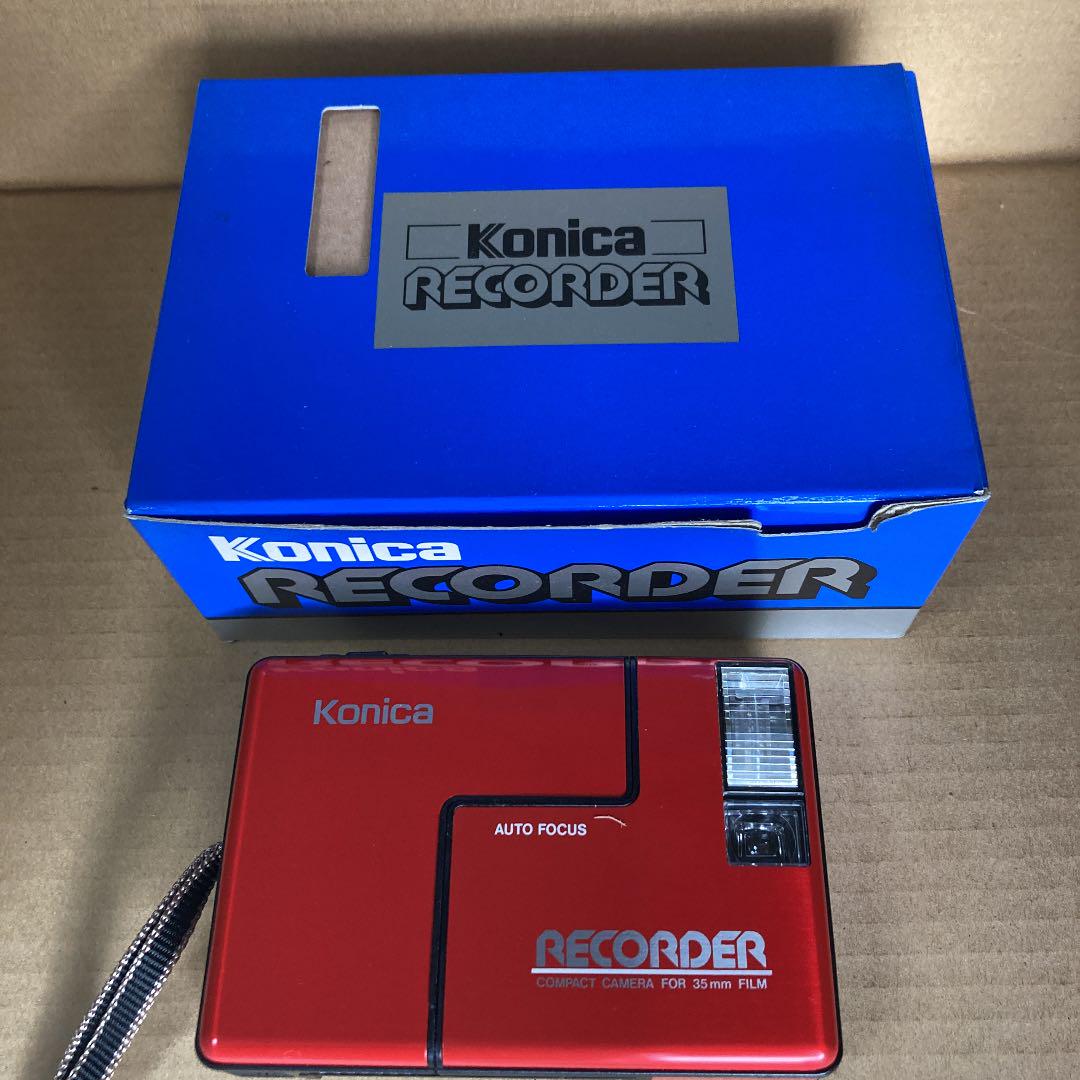 Konica
RECORDER
Konica
RECORDER
Konica
AUTO FOCUS
RECORDER
COMPACT CAMERA FOR 35mm FILM